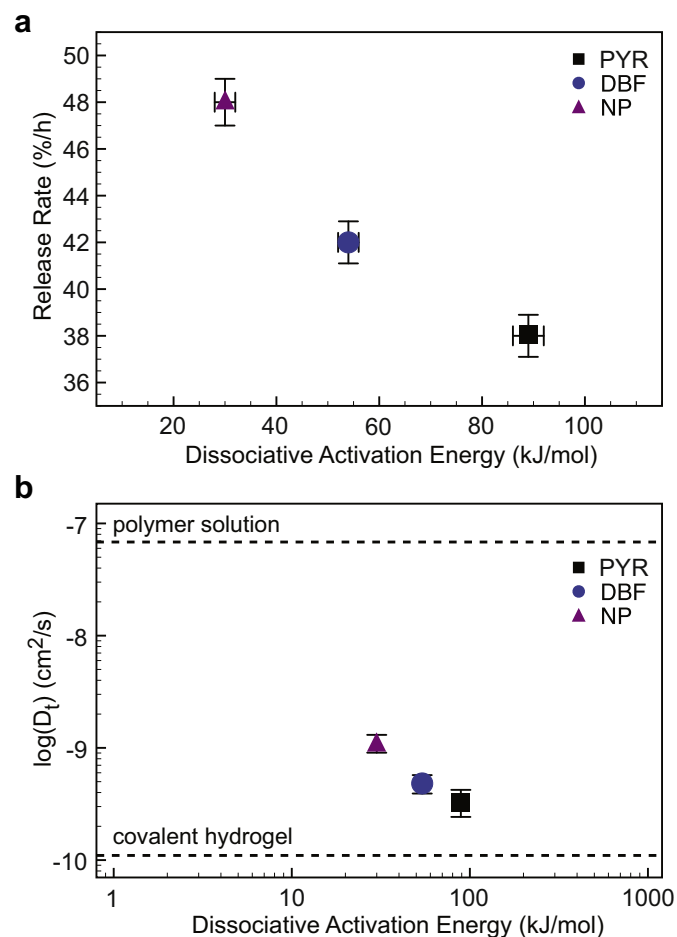 a
50
48
46
44
42
40
38
36
Release Rate (%/h)
PYR
DBF
NP
20 40 60 80 100
Dissociative Activation Energy (kJ/mol)
b
-7
-8
-9
-10
log(Dₜ) (cm²/s)
polymer solution
PYR
DBF
NP
covalent hydrogel
1 10 100 1000
Dissociative Activation Energy (kJ/mol)